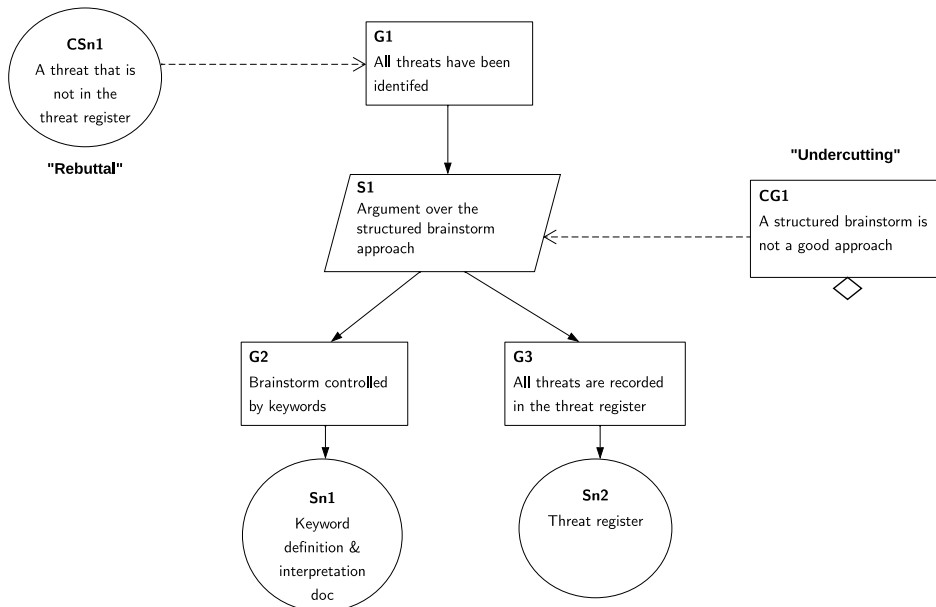 CSn1
A threat that is
not in the
threat register
"Rebuttal"
G1
All threats have been
identifed
S1
Argument over the
structured brainstorm
approach
"Undercutting"
CG1
A structured brainstorm is
not a good approach
G2
Brainstorm controlled
by keywords
G3
All threats are recorded
in the threat register
Sn1
Keyword
definition &
interpretation
doc
Sn2
Threat register